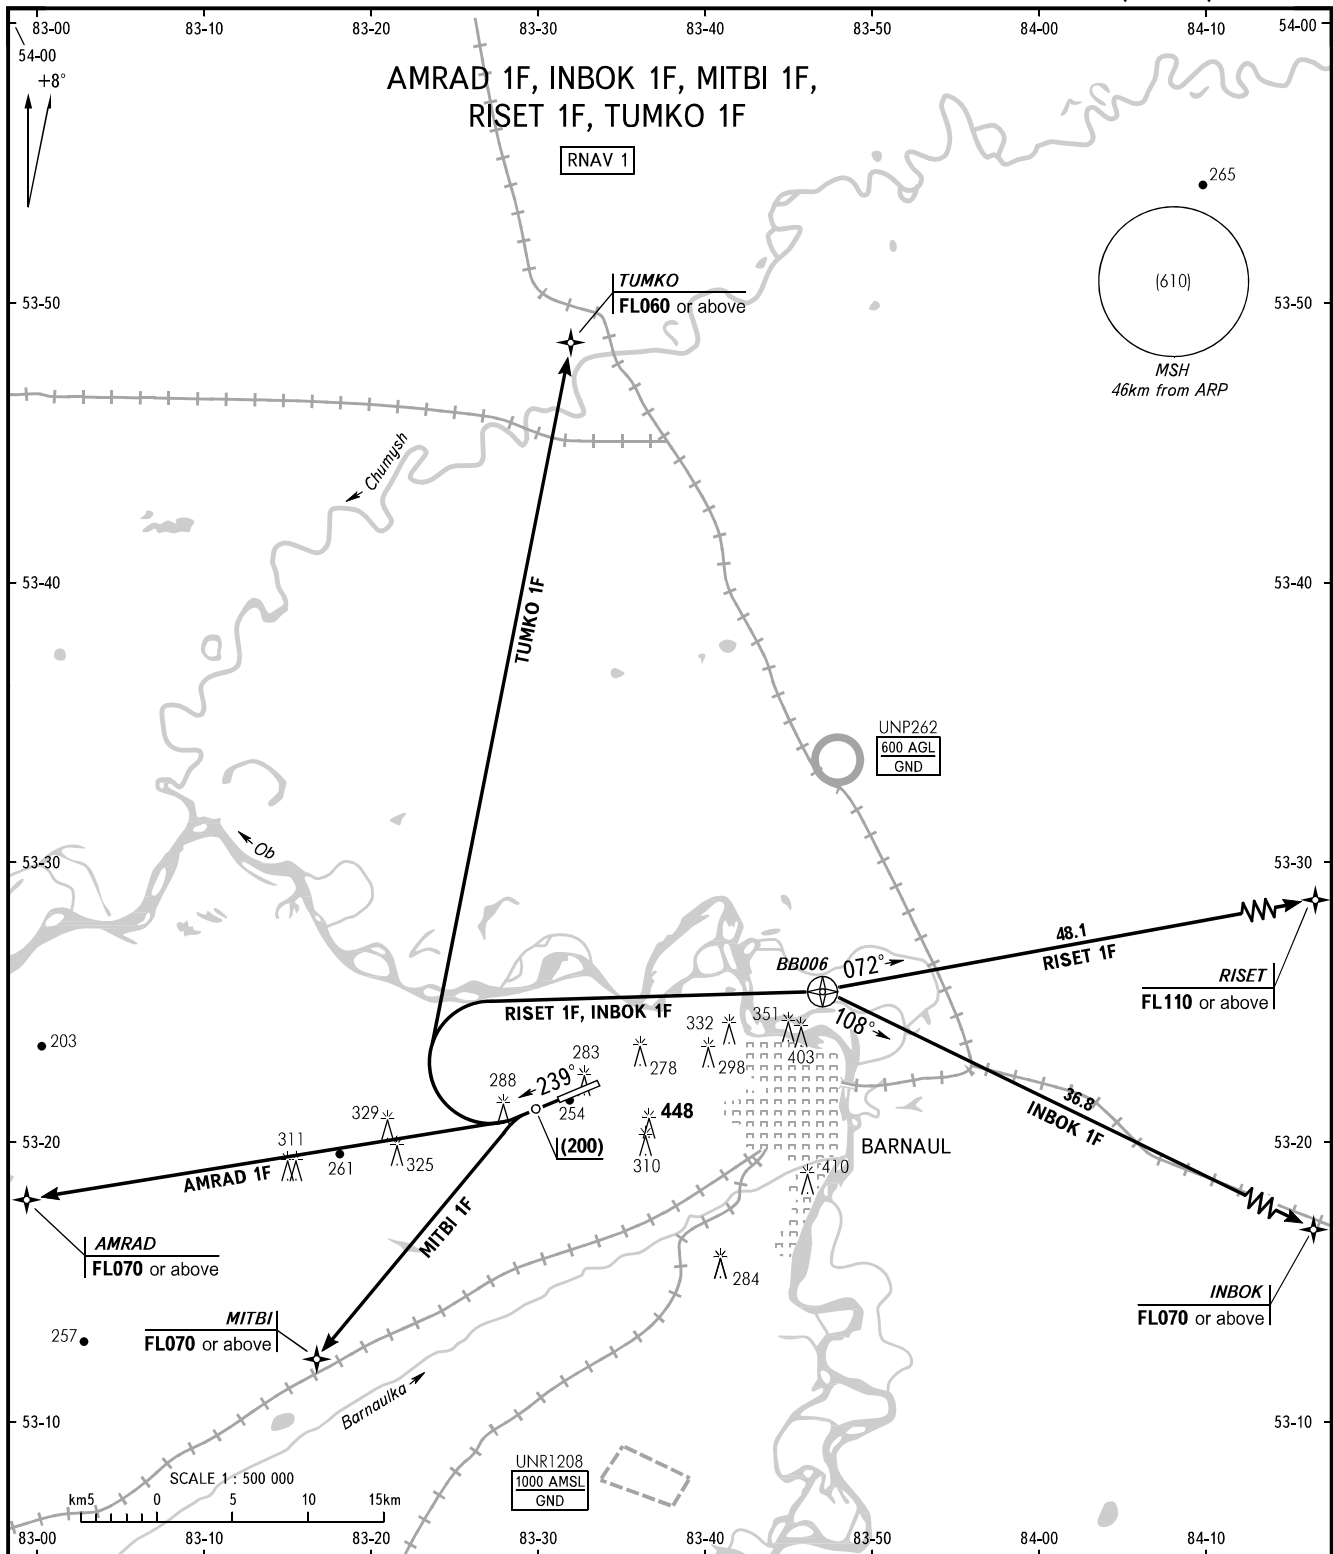 83-00 83-10 83-20 83-30 83-40 83-50 84-00 84-10 54-00
54-00
+8°
AMRAD 1F, INBOK 1F, MITBI 1F,
RISET 1F, TUMKO 1F
RNAV 1
265
(610)
MSH
46km from ARP
TUMKO
FL060 or above
53-50
53-50
Chumysh
53-40
53-40
TUMKO 1F
UNP262
600 AGL
GND
Ob
53-30
53-30
48.1
RISET 1F
BB006
072°
RISET
FL110 or above
RISET 1F, INBOK 1F
108°
332
351
403
203
283
278
298
239°
288
254
448
329
36.8
INBOK 1F
311
(200)
53-20
53-20
261
325
310
BARNAUL
410
AMRAD 1F
MITBI 1F
AMRAD
FL070 or above
284
INBOK
FL070 or above
MITBI
FL070 or above
257
Barnaulka
53-10
53-10
UNR1208
1000 AMSL
GND
SCALE 1 : 500 000
km5 0 5 10 15km
83-00 83-10 83-20 83-30 83-40 83-50 84-00 84-10